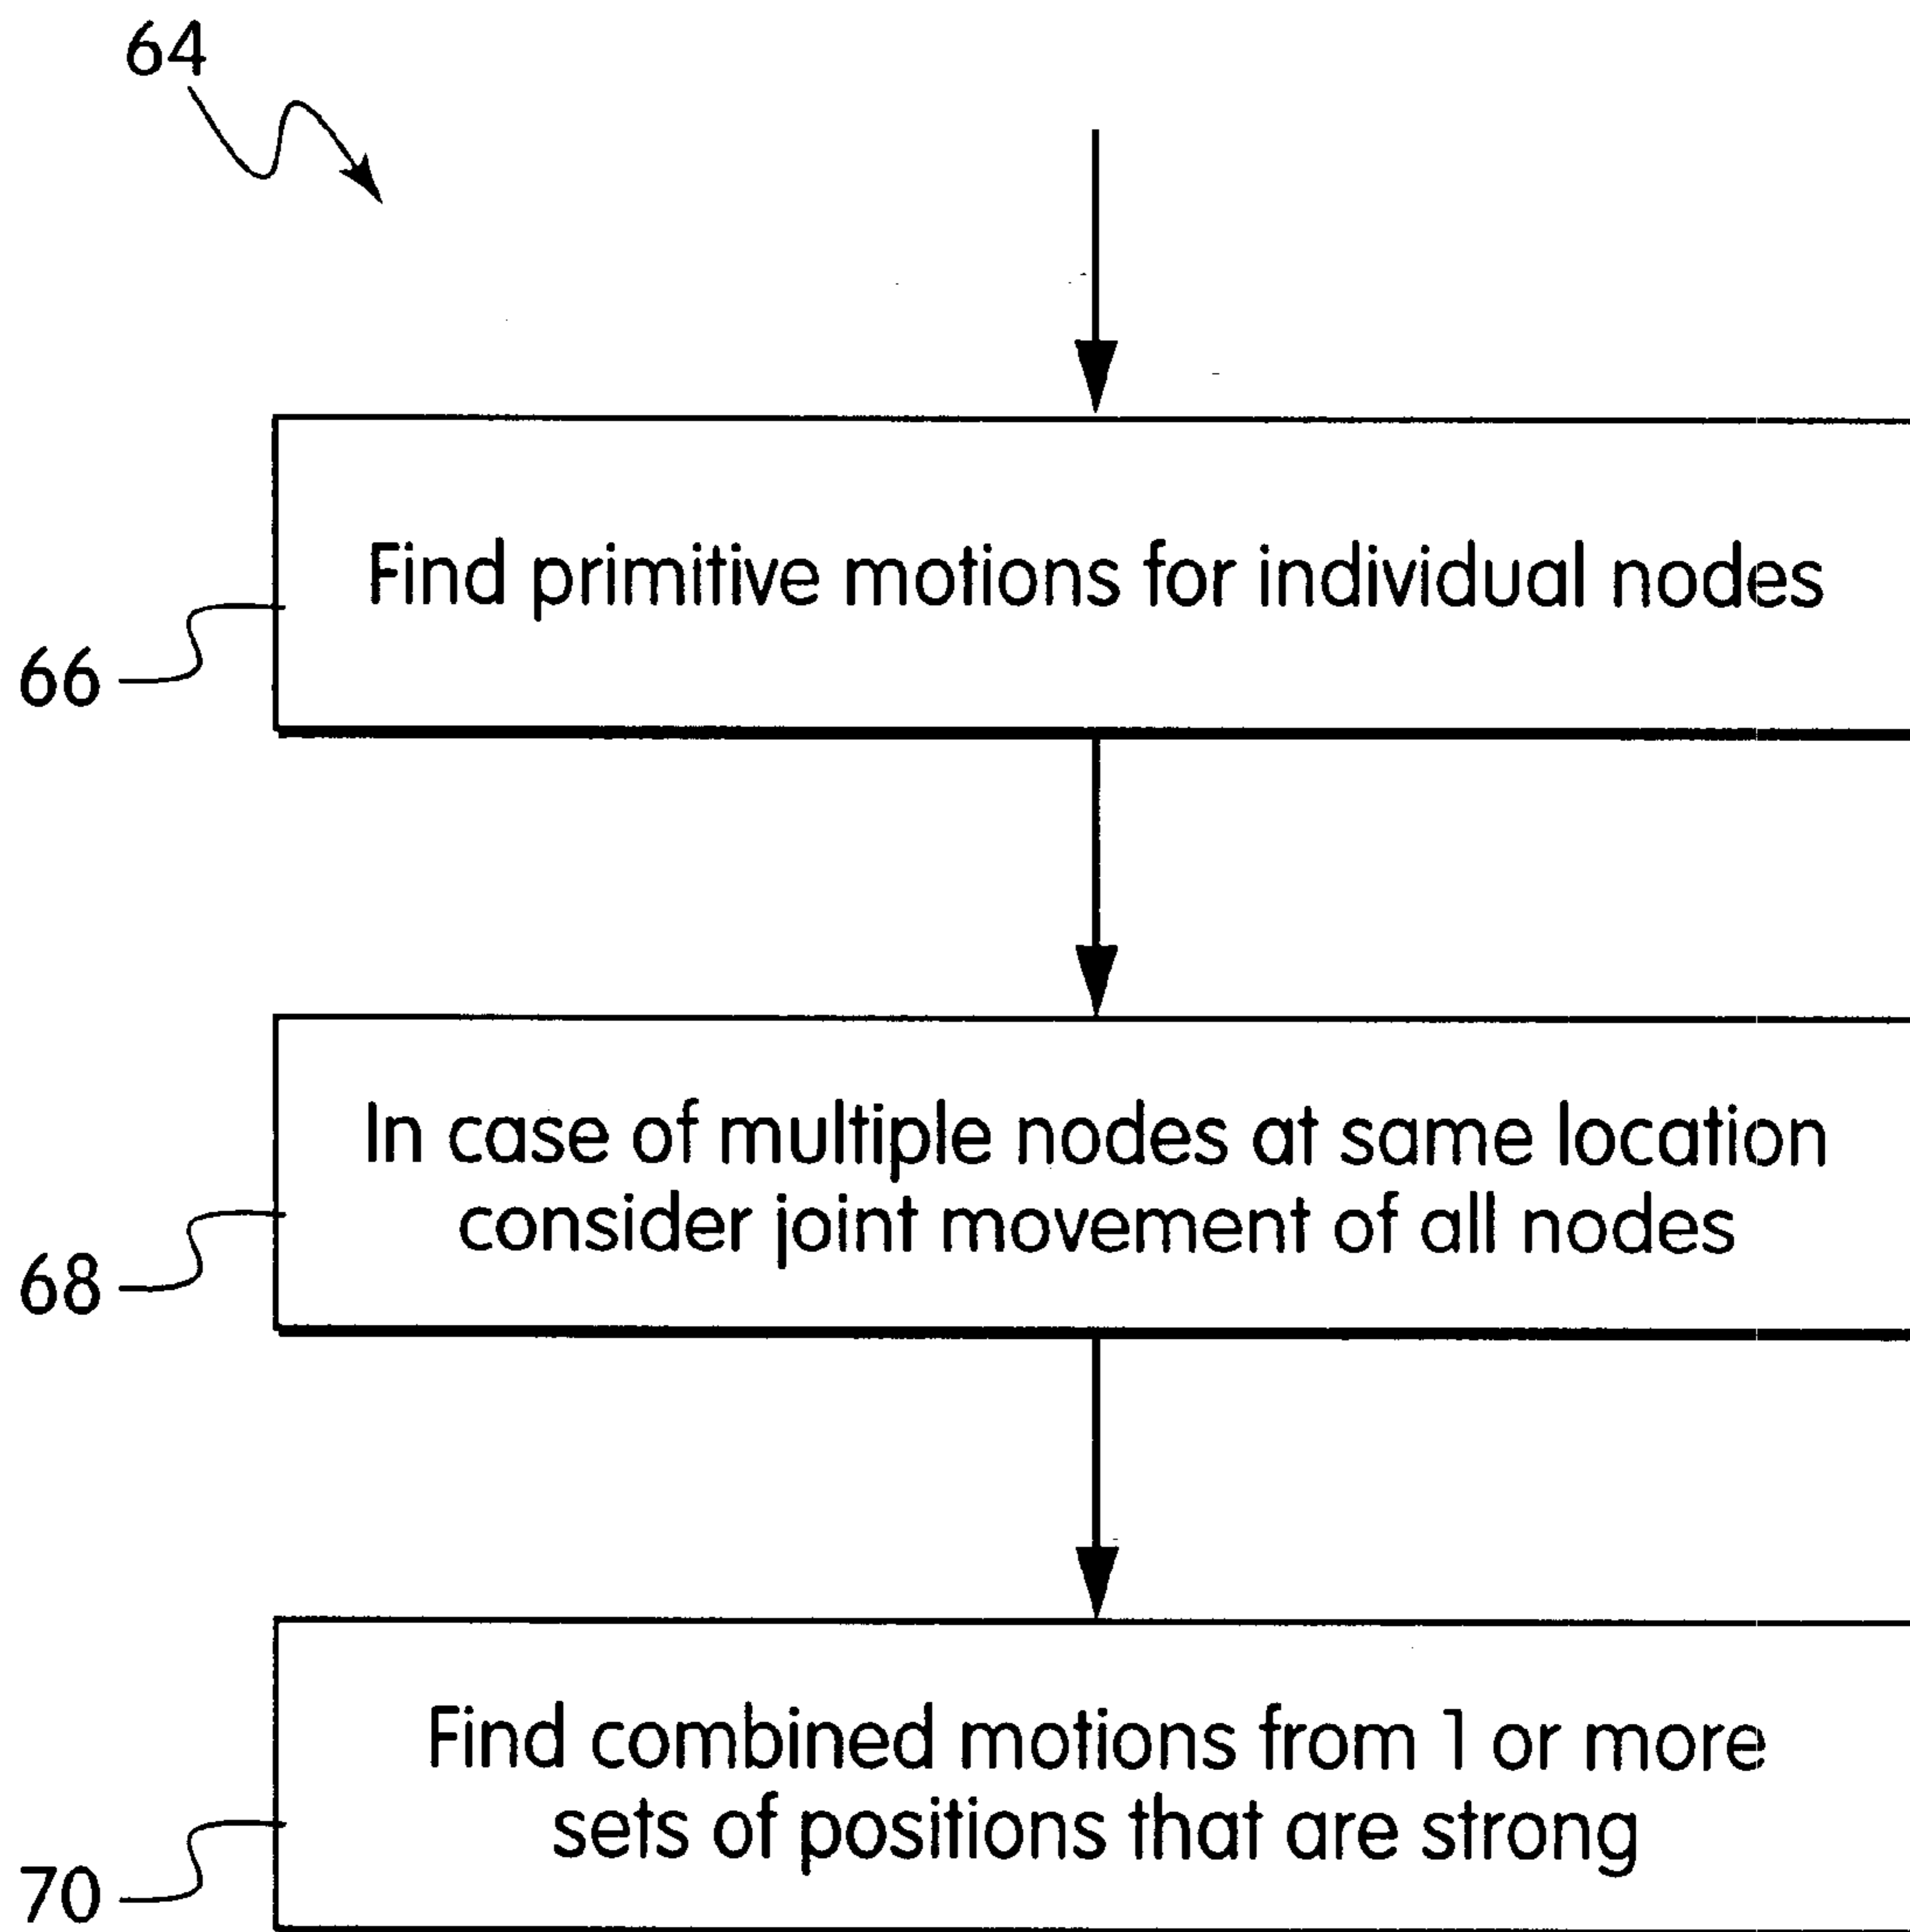 64
Find primitive motions for individual nodes
66
In case of multiple nodes at same location
consider joint movement of all nodes
68
Find combined motions from 1 or more
sets of positions that are strong
70